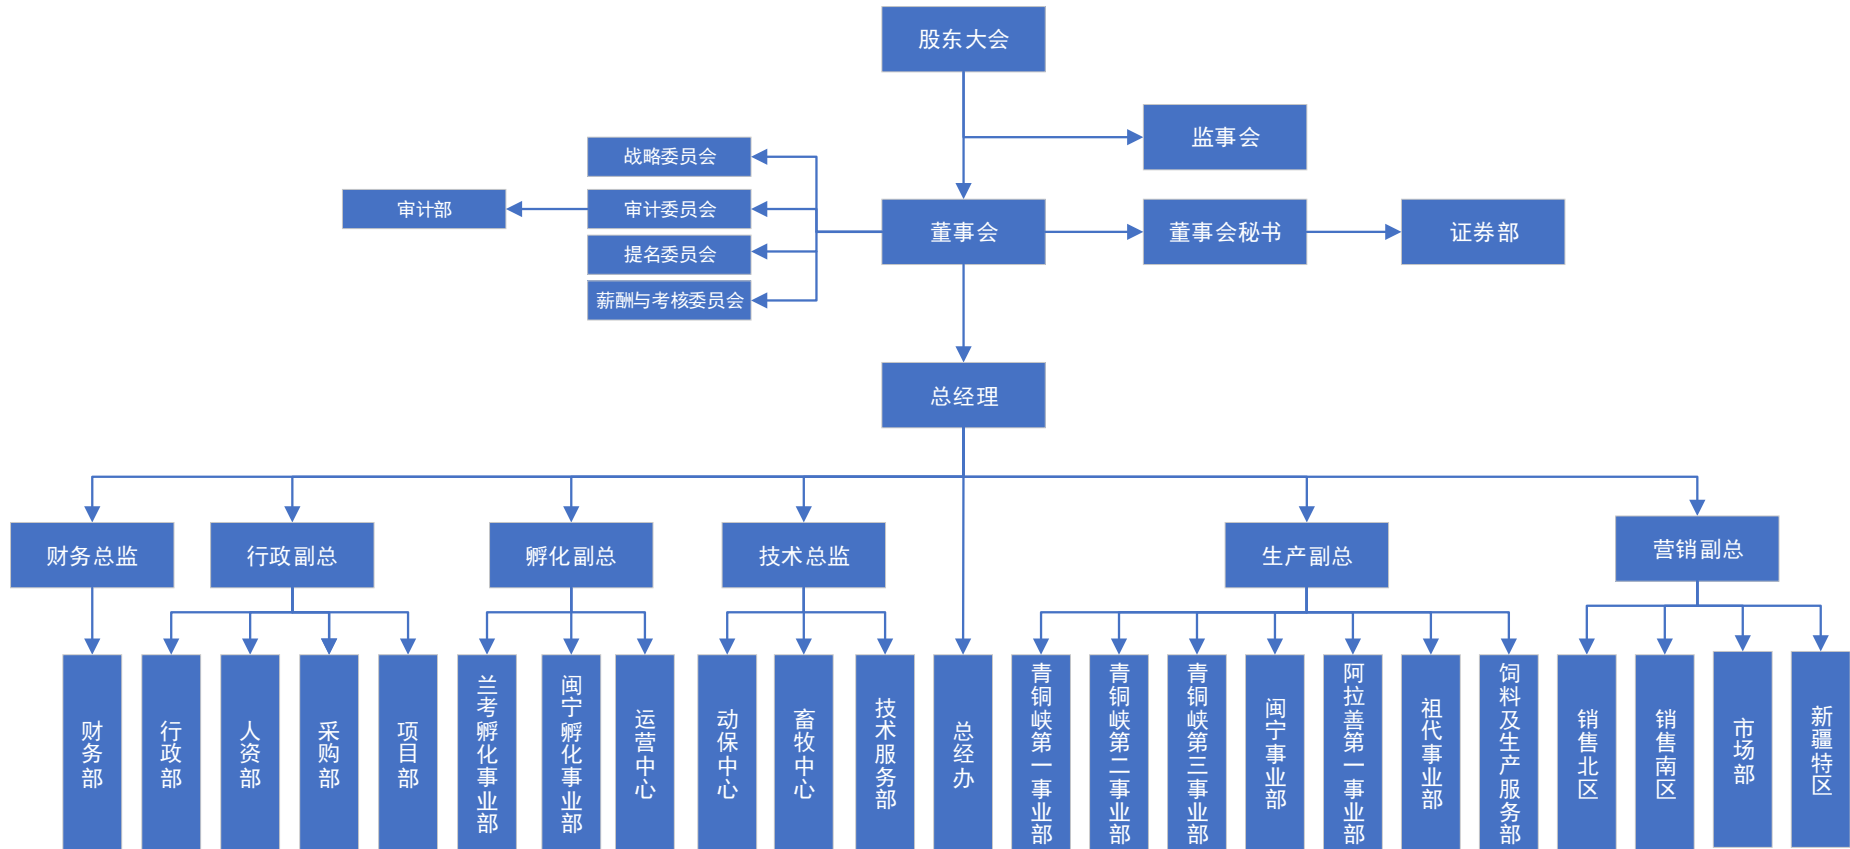 股东大会
监事会
战略委员会
审计部
审计委员会
董事会
董事会秘书
证券部
提名委员会
薪酬与考核委员会
总经理
财务总监
行政副总
孵化副总
技术总监
生产副总
营销副总
财务部
行政部
人资部
采购部
项目部
兰考孵化事业部
闽宁孵化事业部
运营中心
动保中心
畜牧中心
技术服务部
总经办
青铜峡第一事业部
青铜峡第二事业部
青铜峡第三事业部
闽宁事业部
阿拉善第一事业部
祖代事业部
饲料及生产服务部
销售北区
销售南区
市场部
新疆特区